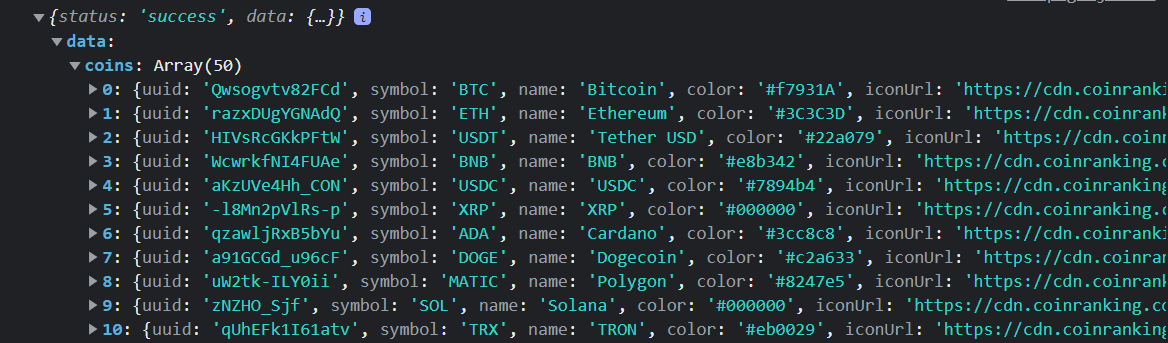 {status: 'success', data: {…}} i
data:
coins: Array(50)
0: {uuid: 'Qwsogvtv82FCd', symbol: 'BTC', name: 'Bitcoin', color: '#f7931A', iconUrl: 'https://cdn.coinrank
1: {uuid: 'razxDUgYGNAdQ', symbol: 'ETH', name: 'Ethereum', color: '#3C3C3D', iconUrl: 'https://cdn.coinrank
2: {uuid: 'HIVsRcGKkPFtW', symbol: 'USDT', name: 'Tether USD', color: '#22a079', iconUrl: 'https://cdn.coinrank
3: {uuid: 'WcwrkfNI4FUAe', symbol: 'BNB', name: 'BNB', color: '#e8b342', iconUrl: 'https://cdn.coinranking.c
4: {uuid: 'aKzUVe4Hh_CON', symbol: 'USDC', name: 'USDC', color: '#7894b4', iconUrl: 'https://cdn.coinranking
5: {uuid: '-l8Mn2pVlRs-p', symbol: 'XRP', name: 'XRP', color: '#000000', iconUrl: 'https://cdn.coinranking.c
6: {uuid: 'qzawljRxB5bYu', symbol: 'ADA', name: 'Cardano', color: '#3cc8c8', iconUrl: 'https://cdn.coinranki
7: {uuid: 'a91GCGd_u96cF', symbol: 'DOGE', name: 'Dogecoin', color: '#c2a633', iconUrl: 'https://cdn.coinran
8: {uuid: 'uW2tk-ILY0ii', symbol: 'MATIC', name: 'Polygon', color: '#8247e5', iconUrl: 'https://cdn.coinrank
9: {uuid: 'zNZHO_Sjf', symbol: 'SOL', name: 'Solana', color: '#000000', iconUrl: 'https://cdn.coinranking.co
10: {uuid: 'qUhEFk1I61atv', symbol: 'TRX', name: 'TRON', color: '#eb0029', iconUrl: 'https://cdn.coinranking